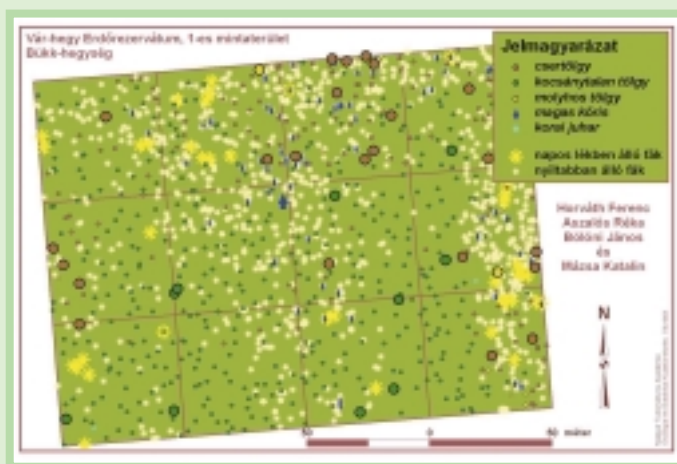 Vár-hegy Erdőrezervátum, 1-es mintaterület
Bükk-hegység
Jelmagyarázat
csertölgy
kocsánytalan tölgy
molyhos tölgy
magas kőris
korai juhar
napos lékben álló fák
nyíltabban álló fák
Horváth Ferenc
Aszalós Réka
Bölöni János
és
Mázsa Katalin
N
50 0 50 méter